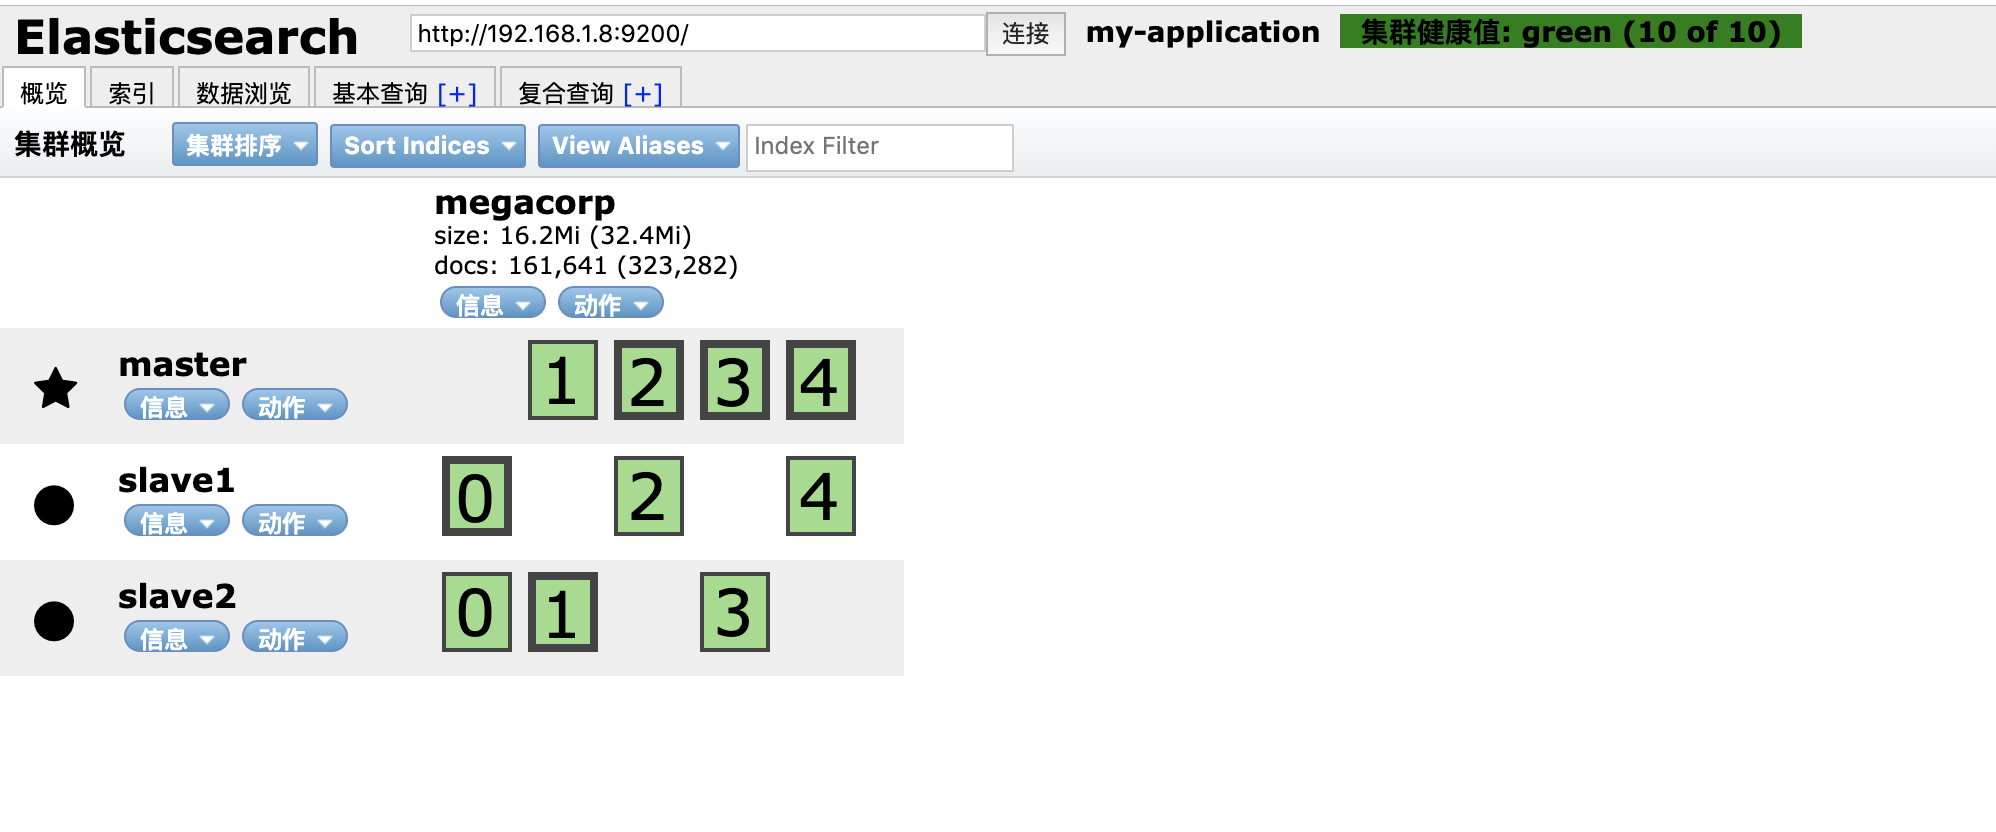 Elasticsearch http://192.168.1.8:9200/ 连接 my-application 集群健康值: green (10 of 10)
概览 索引 数据浏览 基本查询 [+] 复合查询 [+]
集群概览 集群排序 Sort Indices View Aliases Index Filter
megacorp
size: 16.2Mi (32.4Mi)
docs: 161,641 (323,282)
信息 动作
master
信息 动作
1 2 3 4
slave1
信息 动作
0 2 4
slave2
信息 动作
0 1 3